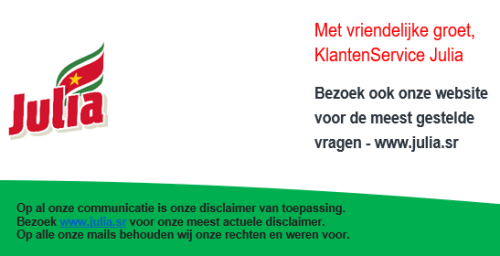 Met vriendelijke groet,
KlantenService Julia
Julia
Bezoek ook onze website
voor de meest gestelde
vragen - www.julia.sr
Op al onze communicatie is onze disclaimer van toepassing.
Bezoek www.julia.sr voor onze meest actuele disclaimer.
Op alle onze mails behouden wij onze rechten en weren voor.